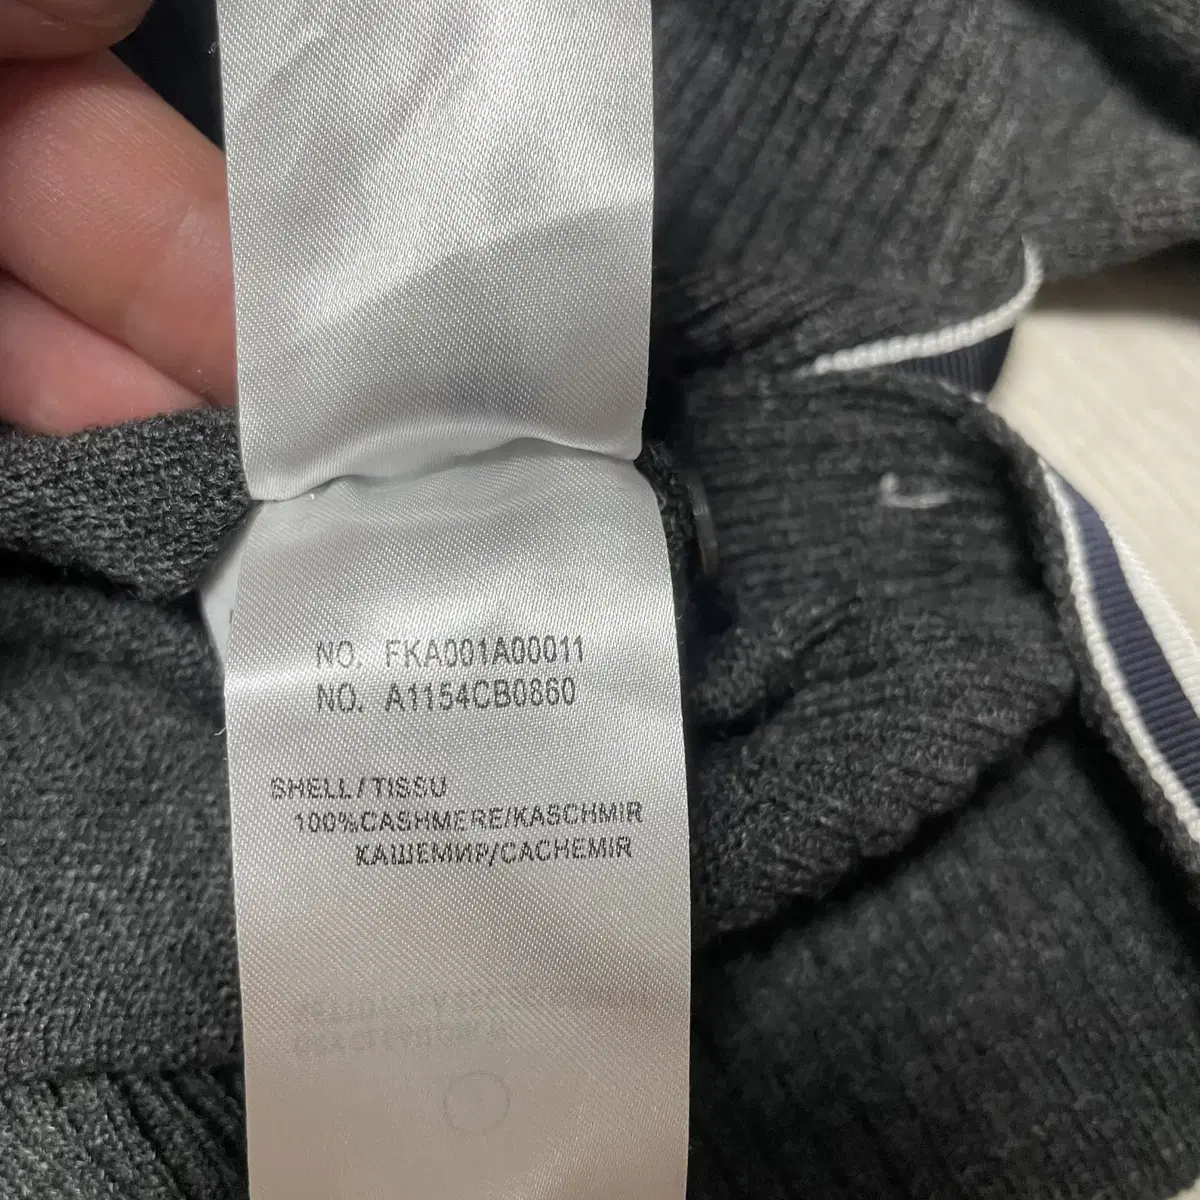 NO. FKA001A00011
NO. A1154CB0860
SHELL/TISSU
100%CASHMERE/KASCHMIR
КАШЕМИР/CACHEMIR